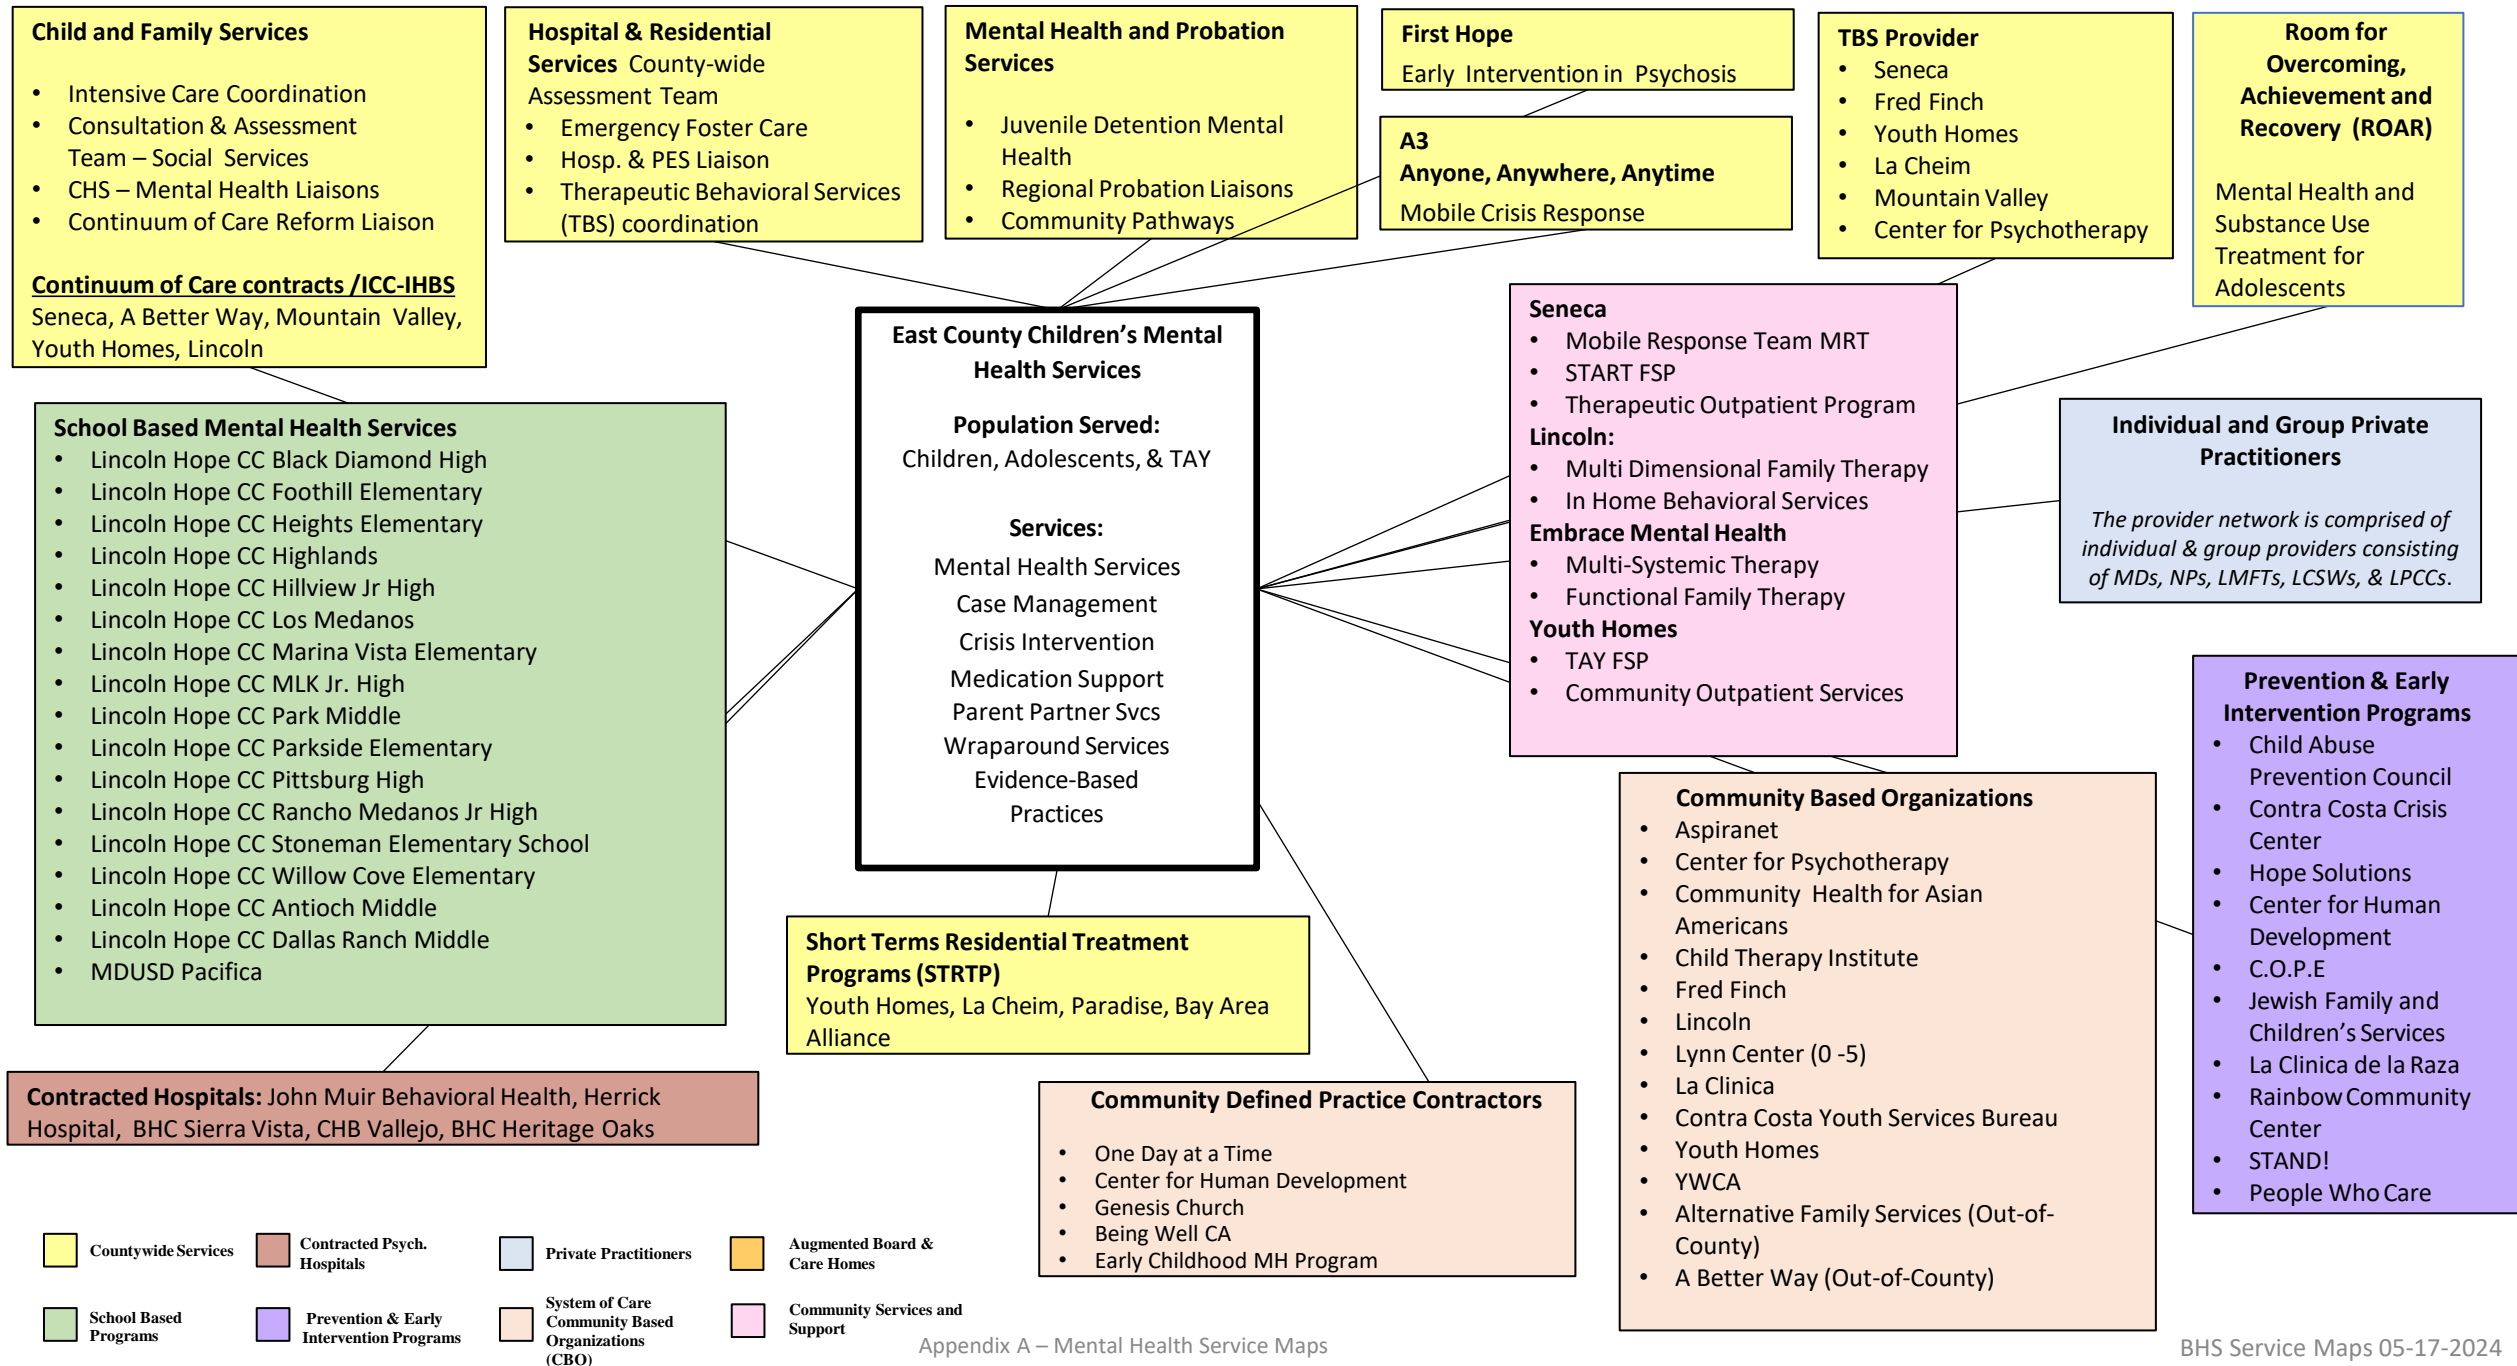 Child and Family Services
• Intensive Care Coordination
• Consultation & Assessment
Team – Social Services
• CHS – Mental Health Liaisons
• Continuum of Care Reform Liaison
Continuum of Care contracts /ICC-IHBS
Seneca, A Better Way, Mountain Valley,
Youth Homes, Lincoln
Hospital & Residential
Services County-wide
Assessment Team
• Emergency Foster Care
• Hosp. & PES Liaison
• Therapeutic Behavioral Services
(TBS) coordination
Mental Health and Probation
Services
• Juvenile Detention Mental
Health
• Regional Probation Liaisons
• Community Pathways
First Hope
Early Intervention in Psychosis
A3
Anyone, Anywhere, Anytime
Mobile Crisis Response
TBS Provider
• Seneca
• Fred Finch
• Youth Homes
• La Cheim
• Mountain Valley
• Center for Psychotherapy
Room for
Overcoming,
Achievement and
Recovery (ROAR)
Mental Health and
Substance Use
Treatment for
Adolescents
School Based Mental Health Services
• Lincoln Hope CC Black Diamond High
• Lincoln Hope CC Foothill Elementary
• Lincoln Hope CC Heights Elementary
• Lincoln Hope CC Highlands
• Lincoln Hope CC Hillview Jr High
• Lincoln Hope CC Los Medanos
• Lincoln Hope CC Marina Vista Elementary
• Lincoln Hope CC MLK Jr. High
• Lincoln Hope CC Park Middle
• Lincoln Hope CC Parkside Elementary
• Lincoln Hope CC Pittsburg High
• Lincoln Hope CC Rancho Medanos Jr High
• Lincoln Hope CC Stoneman Elementary School
• Lincoln Hope CC Willow Cove Elementary
• Lincoln Hope CC Antioch Middle
• Lincoln Hope CC Dallas Ranch Middle
• MDUSD Pacifica
East County Children’s Mental
Health Services
Population Served:
Children, Adolescents, & TAY
Services:
Mental Health Services
Case Management
Crisis Intervention
Medication Support
Parent Partner Svcs
Wraparound Services
Evidence-Based
Practices
Seneca
• Mobile Response Team MRT
• START FSP
• Therapeutic Outpatient Program
Lincoln:
• Multi Dimensional Family Therapy
• In Home Behavioral Services
Embrace Mental Health
• Multi-Systemic Therapy
• Functional Family Therapy
Youth Homes
• TAY FSP
• Community Outpatient Services
Individual and Group Private
Practitioners
The provider network is comprised of
individual & group providers consisting
of MDs, NPs, LMFTs, LCSWs, & LPCCs.
Prevention & Early
Intervention Programs
• Child Abuse
Prevention Council
• Contra Costa Crisis
Center
• Hope Solutions
• Center for Human
Development
• C.O.P.E
• Jewish Family and
Children’s Services
• La Clinica de la Raza
• Rainbow Community
Center
• STAND!
• People Who Care
Community Based Organizations
• Aspiranet
• Center for Psychotherapy
• Community Health for Asian
Americans
• Child Therapy Institute
• Fred Finch
• Lincoln
• Lynn Center (0 -5)
• La Clinica
• Contra Costa Youth Services Bureau
• Youth Homes
• YWCA
• Alternative Family Services (Out-of-
County)
• A Better Way (Out-of-County)
Short Terms Residential Treatment
Programs (STRTP)
Youth Homes, La Cheim, Paradise, Bay Area
Alliance
Contracted Hospitals: John Muir Behavioral Health, Herrick
Hospital, BHC Sierra Vista, CHB Vallejo, BHC Heritage Oaks
Community Defined Practice Contractors
• One Day at a Time
• Center for Human Development
• Genesis Church
• Being Well CA
• Early Childhood MH Program
Countywide Services
Contracted Psych.
Hospitals
Private Practitioners
Augmented Board &
Care Homes
School Based
Programs
Prevention & Early
Intervention Programs
System of Care
Community Based
Organizations
(CBO)
Community Services and
Support
Appendix A – Mental Health Service Maps
BHS Service Maps 05-17-2024